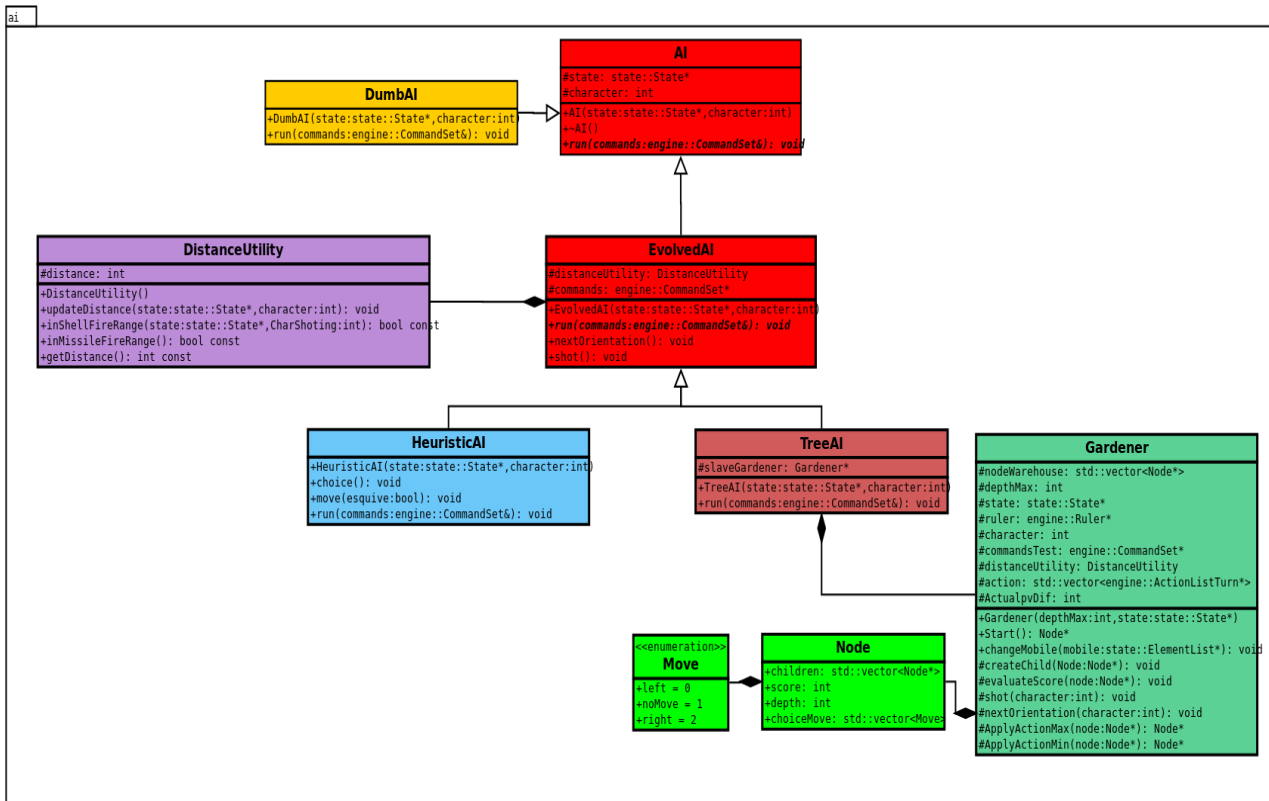 ai
AI
#state: state::State*
#character: int
+AI(state:state::State*,character:int)
+~AI()
+run(commands:engine::CommandSet&): void
DumbAI
+DumbAI(state:state::State*,character:int)
+run(commands:engine::CommandSet&): void
DistanceUtility
#distance: int
+DistanceUtility()
+updateDistance(state:state::State*,character:int): void
+inShellFireRange(state:state::State*,CharShoting:int): bool const
+inMissileFireRange(): bool const
+getDistance(): int const
EvolvedAI
#distanceUtility: DistanceUtility
#commands: engine::CommandSet*
+EvolvedAI(state:state::State*,character:int)
+run(commands:engine::CommandSet&): void
+nextOrientation(): void
+shot(): void
HeuristicAI
+HeuristicAI(state:state::State*,character:int)
+choice(): void
+move(esquive:bool): void
+run(commands:engine::CommandSet&): void
TreeAI
#slaveGardener: Gardener*
+TreeAI(state:state::State*,character:int)
+run(commands:engine::CommandSet&): void
Gardener
#nodeWarehouse: std::vector<Node*>
#depthMax: int
#state: state::State*
#ruler: engine::Ruler*
#character: int
#commandsTest: engine::CommandSet*
#distanceUtility: DistanceUtility
#action: std::vector<engine::ActionListTurn*>
#ActualpvDif: int
+Gardener(depthMax:int,state:state::State*)
+Start(): Node*
+changeMobile(mobile:state::ElementList*): void
#createChild(Node:Node*): void
#evaluateScore(node:Node*): void
#shot(character:int): void
#nextOrientation(character:int): void
#ApplyActionMax(node:Node*): Node*
#ApplyActionMin(node:Node*): Node*
<<enumeration>>
Move
+left = 0
+noMove = 1
+right = 2
Node
+children: std::vector<Node*>
+score: int
+depth: int
+choiceMove: std::vector<Move>